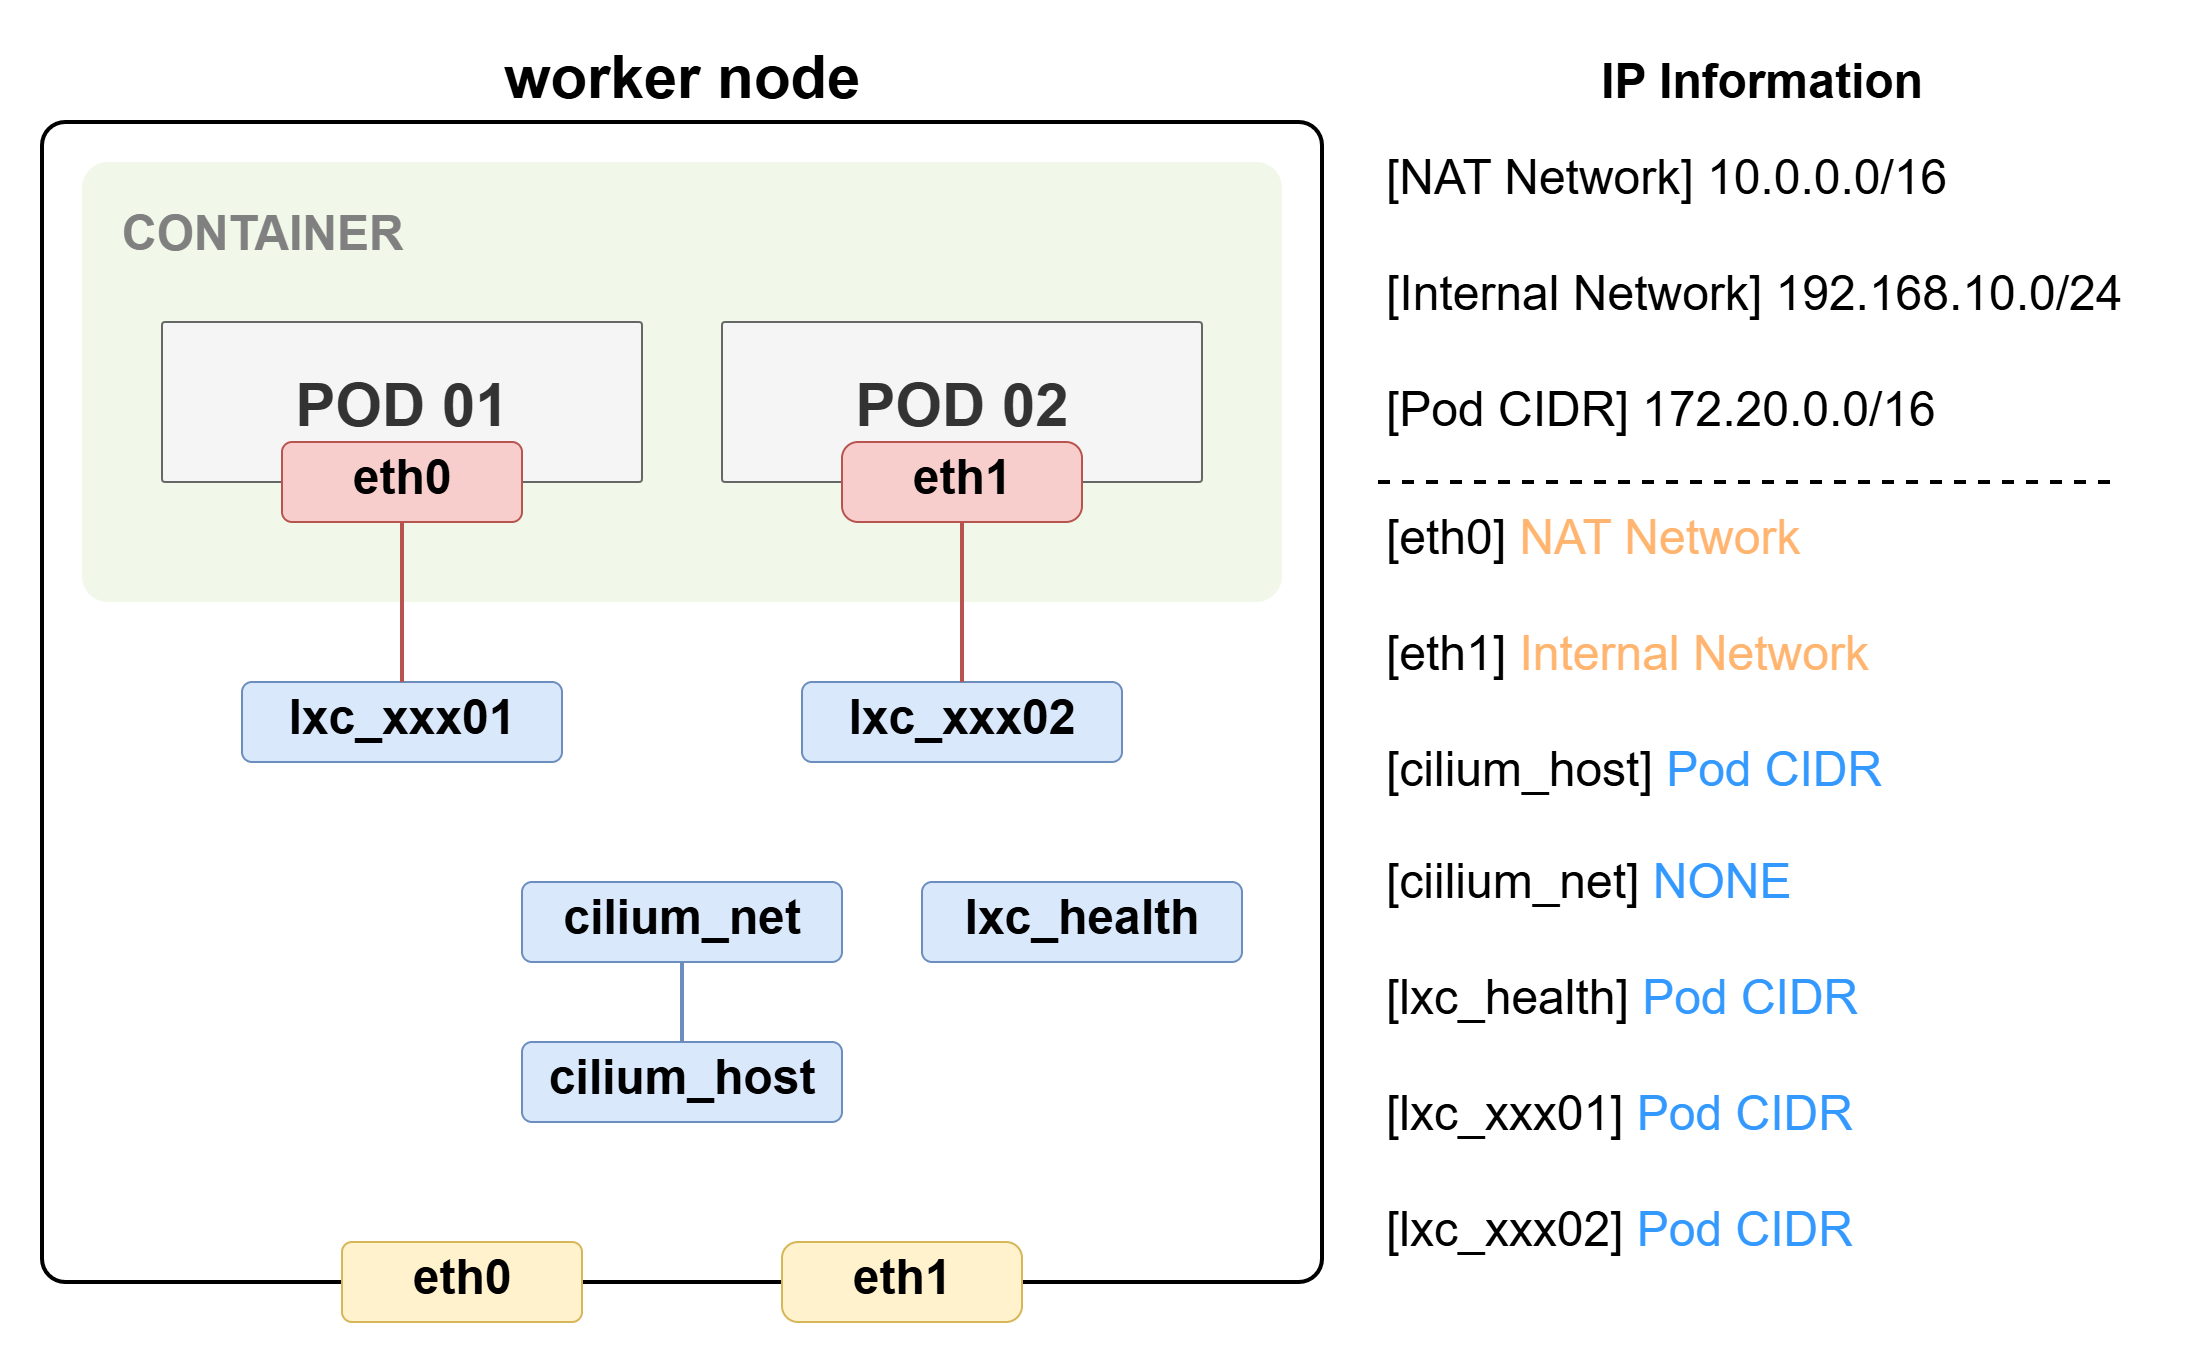 worker node
CONTAINER
POD 01
eth0
POD 02
eth1
lxc_xxx01
lxc_xxx02
cilium_net
lxc_health
cilium_host
eth0
eth1
IP Information
[NAT Network] 10.0.0.0/16
[Internal Network] 192.168.10.0/24
[Pod CIDR] 172.20.0.0/16
[eth0] NAT Network
[eth1] Internal Network
[cilium_host] Pod CIDR
[ciilium_net] NONE
[lxc_health] Pod CIDR
[lxc_xxx01] Pod CIDR
[lxc_xxx02] Pod CIDR